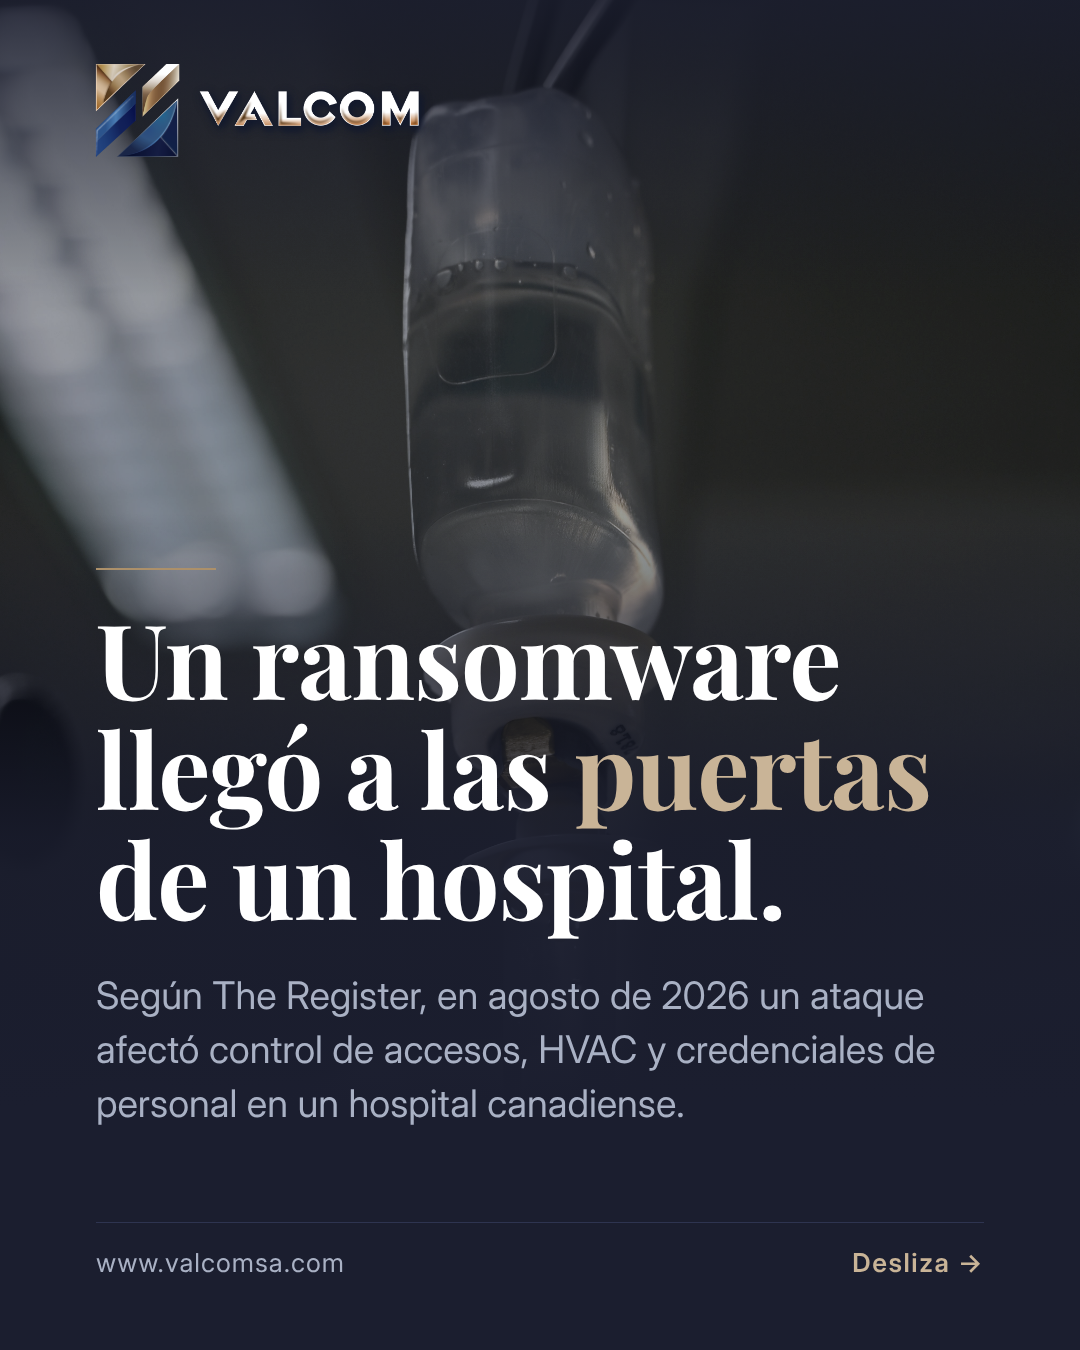 VALCOM
Un ransomware
llegó a las puertas
de un hospital.
Según The Register, en agosto de 2026 un ataque
afectó control de accesos, HVAC y credenciales de
personal en un hospital canadiense.
www.valcomsa.com
Desliza →